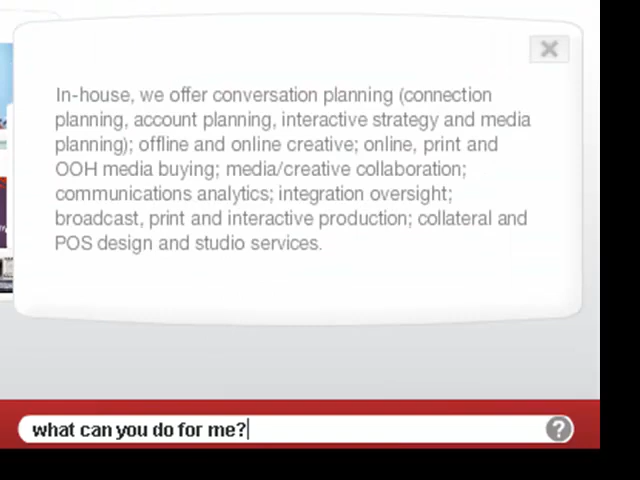 In-house, we offer conversation planning (connection
planning, account planning, interactive strategy and media
planning); offline and online creative; online, print and
OOH media buying; media/creative collaboration;
communications analytics; integration oversight;
broadcast, print and interactive production; collateral and
POS design and studio services.
what can you do for me?
?